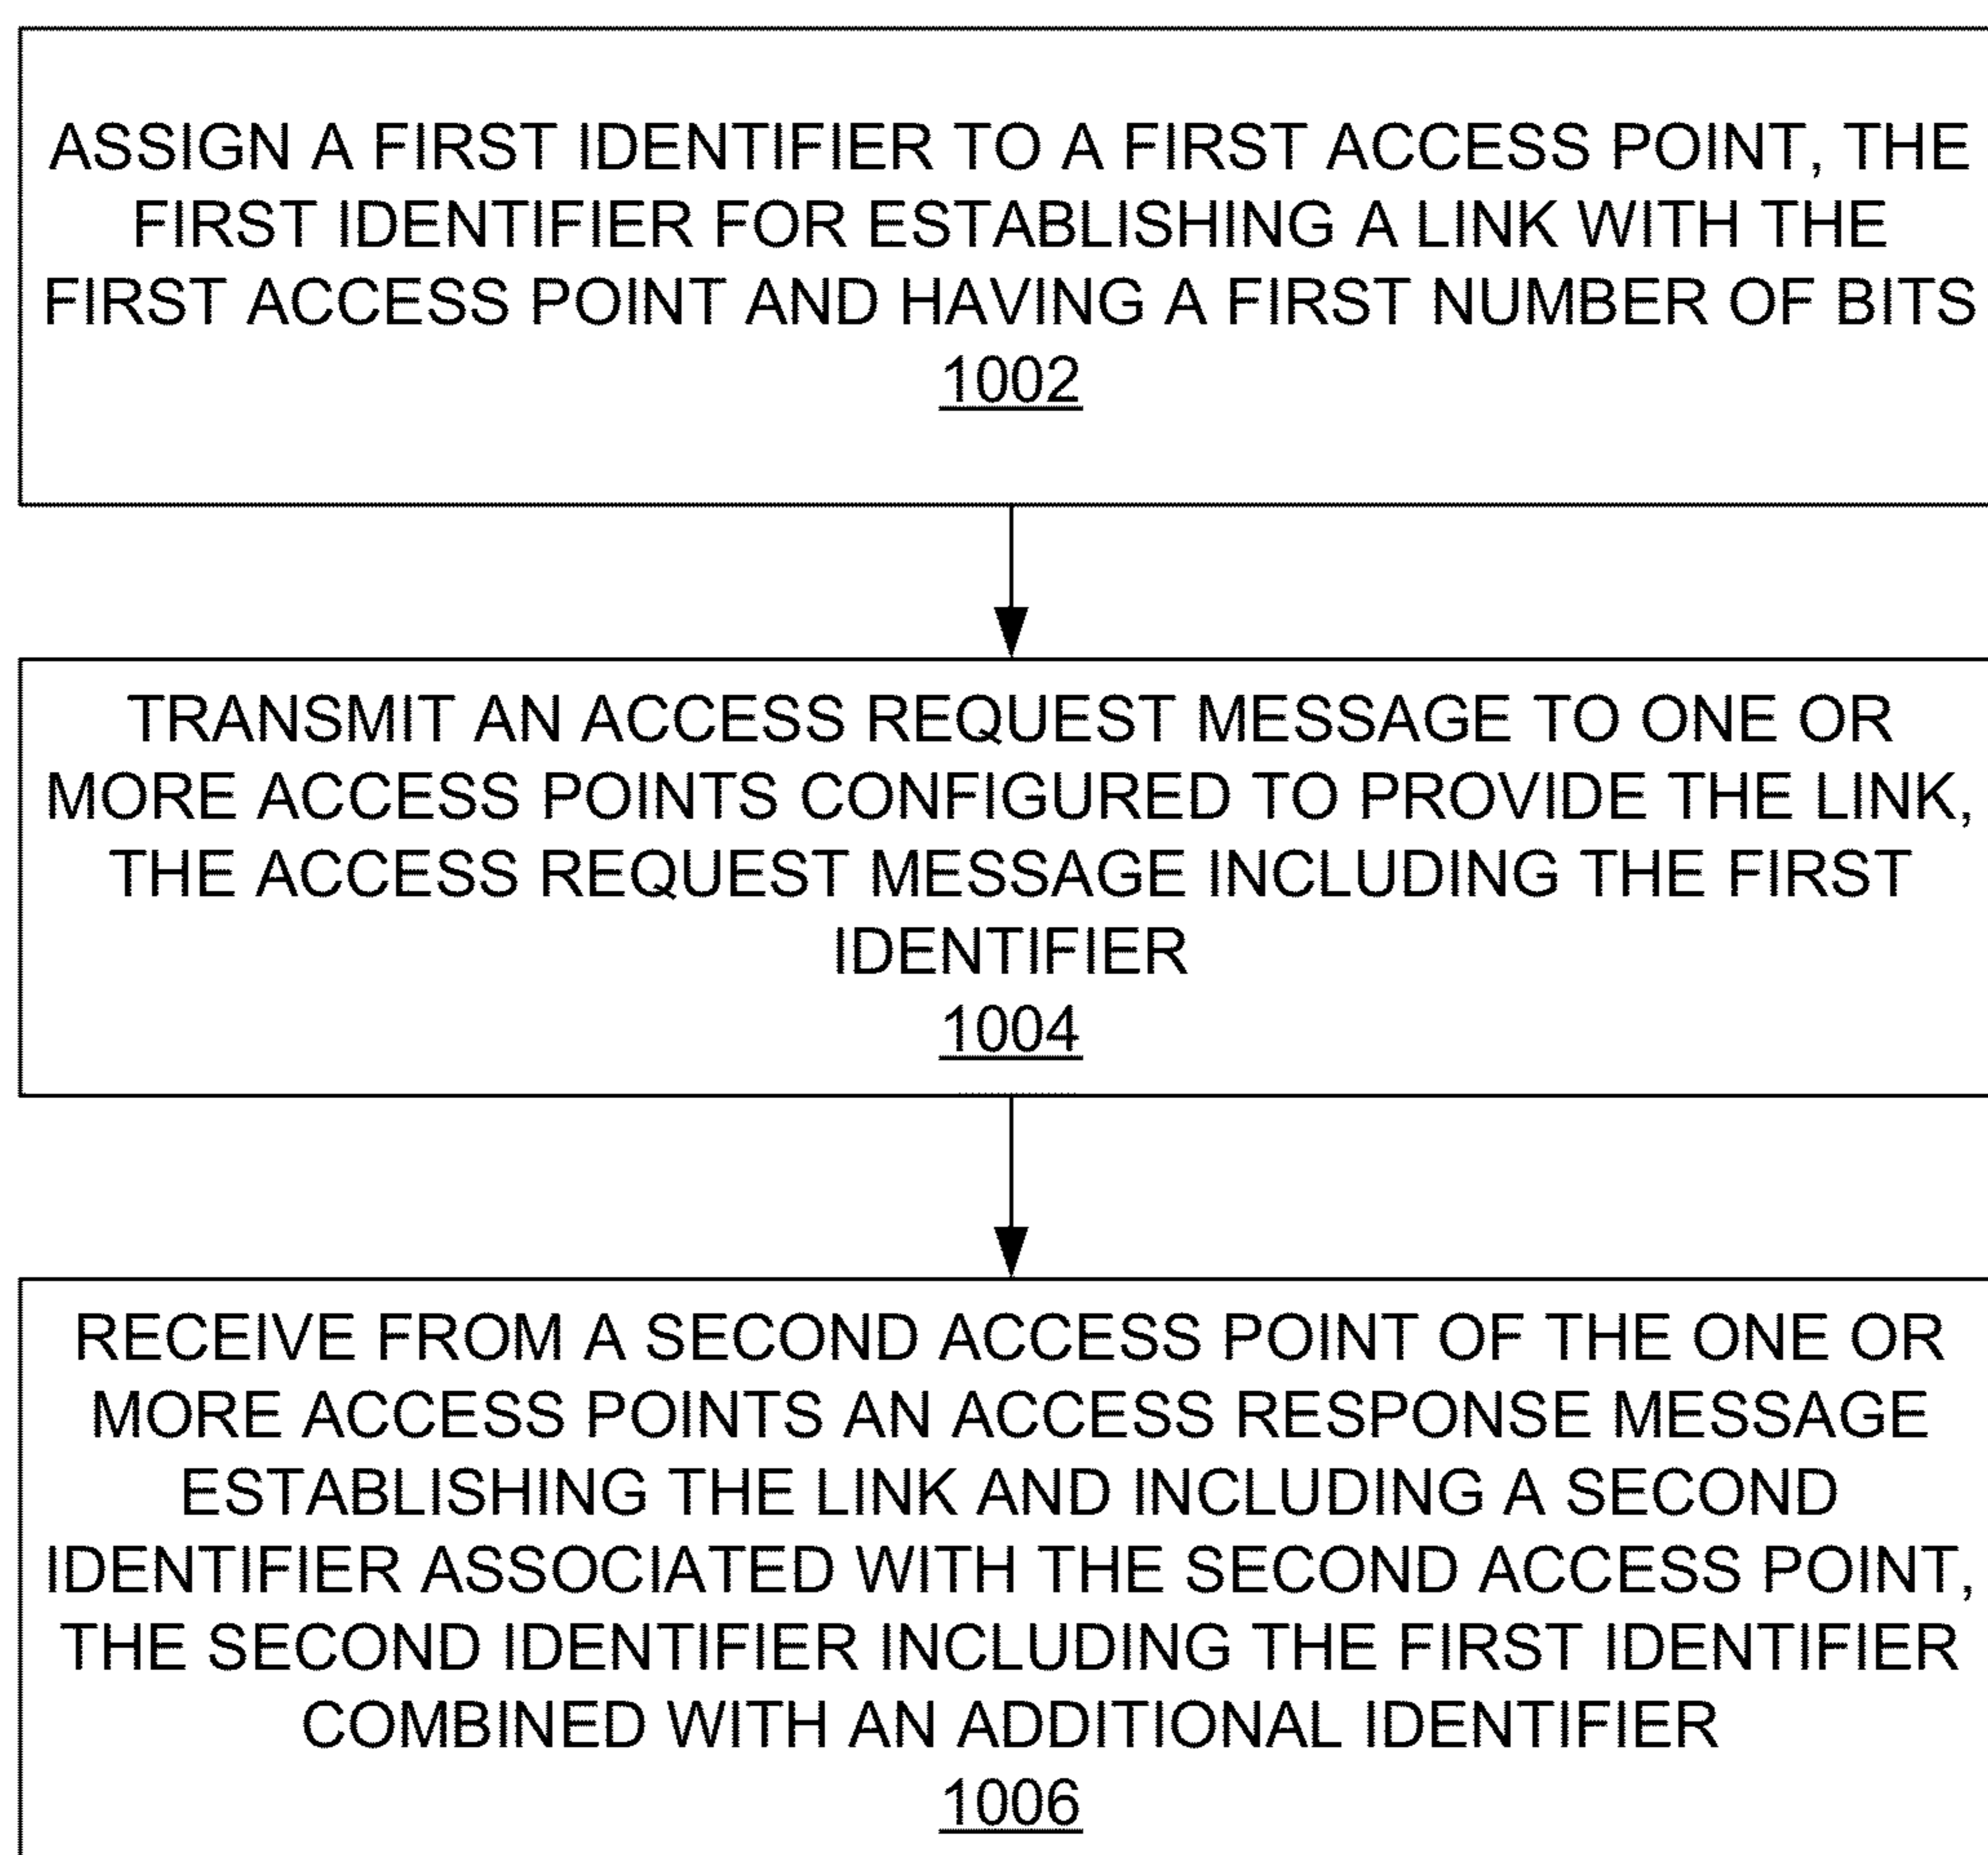 ASSIGN A FIRST IDENTIFIER TO A FIRST ACCESS POINT, THE
FIRST IDENTIFIER FOR ESTABLISHING A LINK WITH THE
FIRST ACCESS POINT AND HAVING A FIRST NUMBER OF BITS
1002
TRANSMIT AN ACCESS REQUEST MESSAGE TO ONE OR
MORE ACCESS POINTS CONFIGURED TO PROVIDE THE LINK,
THE ACCESS REQUEST MESSAGE INCLUDING THE FIRST
IDENTIFIER
1004
RECEIVE FROM A SECOND ACCESS POINT OF THE ONE OR
MORE ACCESS POINTS AN ACCESS RESPONSE MESSAGE
ESTABLISHING THE LINK AND INCLUDING A SECOND
IDENTIFIER ASSOCIATED WITH THE SECOND ACCESS POINT,
THE SECOND IDENTIFIER INCLUDING THE FIRST IDENTIFIER
COMBINED WITH AN ADDITIONAL IDENTIFIER
1006